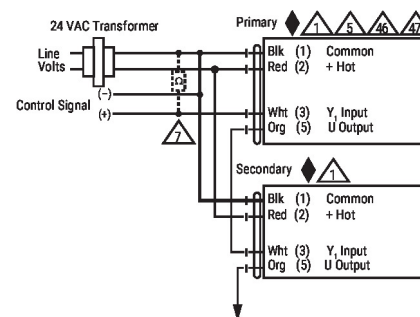 24 VAC Transformer
Primary 1 5 46 47
Line
Volts
Blk (1) Common
Red (2) + Hot
(–)
Control Signal (+)
Wht (3) Y1 Input
Org (5) U Output
7
Secondary 1
Blk (1) Common
Red (2) + Hot
Wht (3) Y1 Input
Org (5) U Output